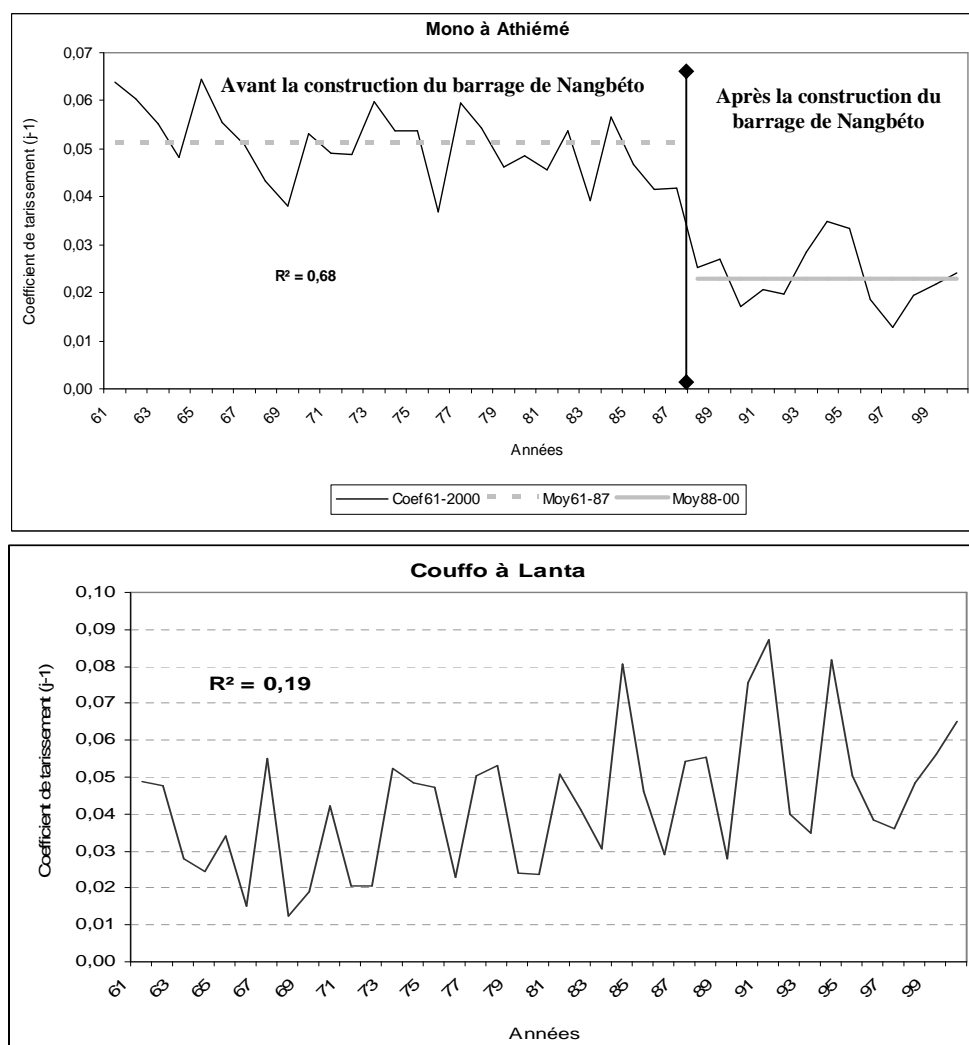 Mono à Athiémé
Coefficient de tarissement (j-1)
0,07
0,06
0,05
0,04
0,03
0,02
0,01
0,00
Avant la construction du barrage de Nangbéto
Après la construction du
barrage de Nangbéto
R² = 0,68
61 63 65 67 69 71 73 75 77 79 81 83 85 87 89 91 93 95 97 99
Années
Coef61-2000 Moy61-87 Moy88-00
Couffo à Lanta
Coefficient de tarissement (j-1)
0,10
0,09
0,08
0,07
0,06
0,05
0,04
0,03
0,02
0,01
0,00
R² = 0,19
61 63 65 67 69 71 73 75 77 79 81 83 85 87 89 91 93 95 97 99
Années